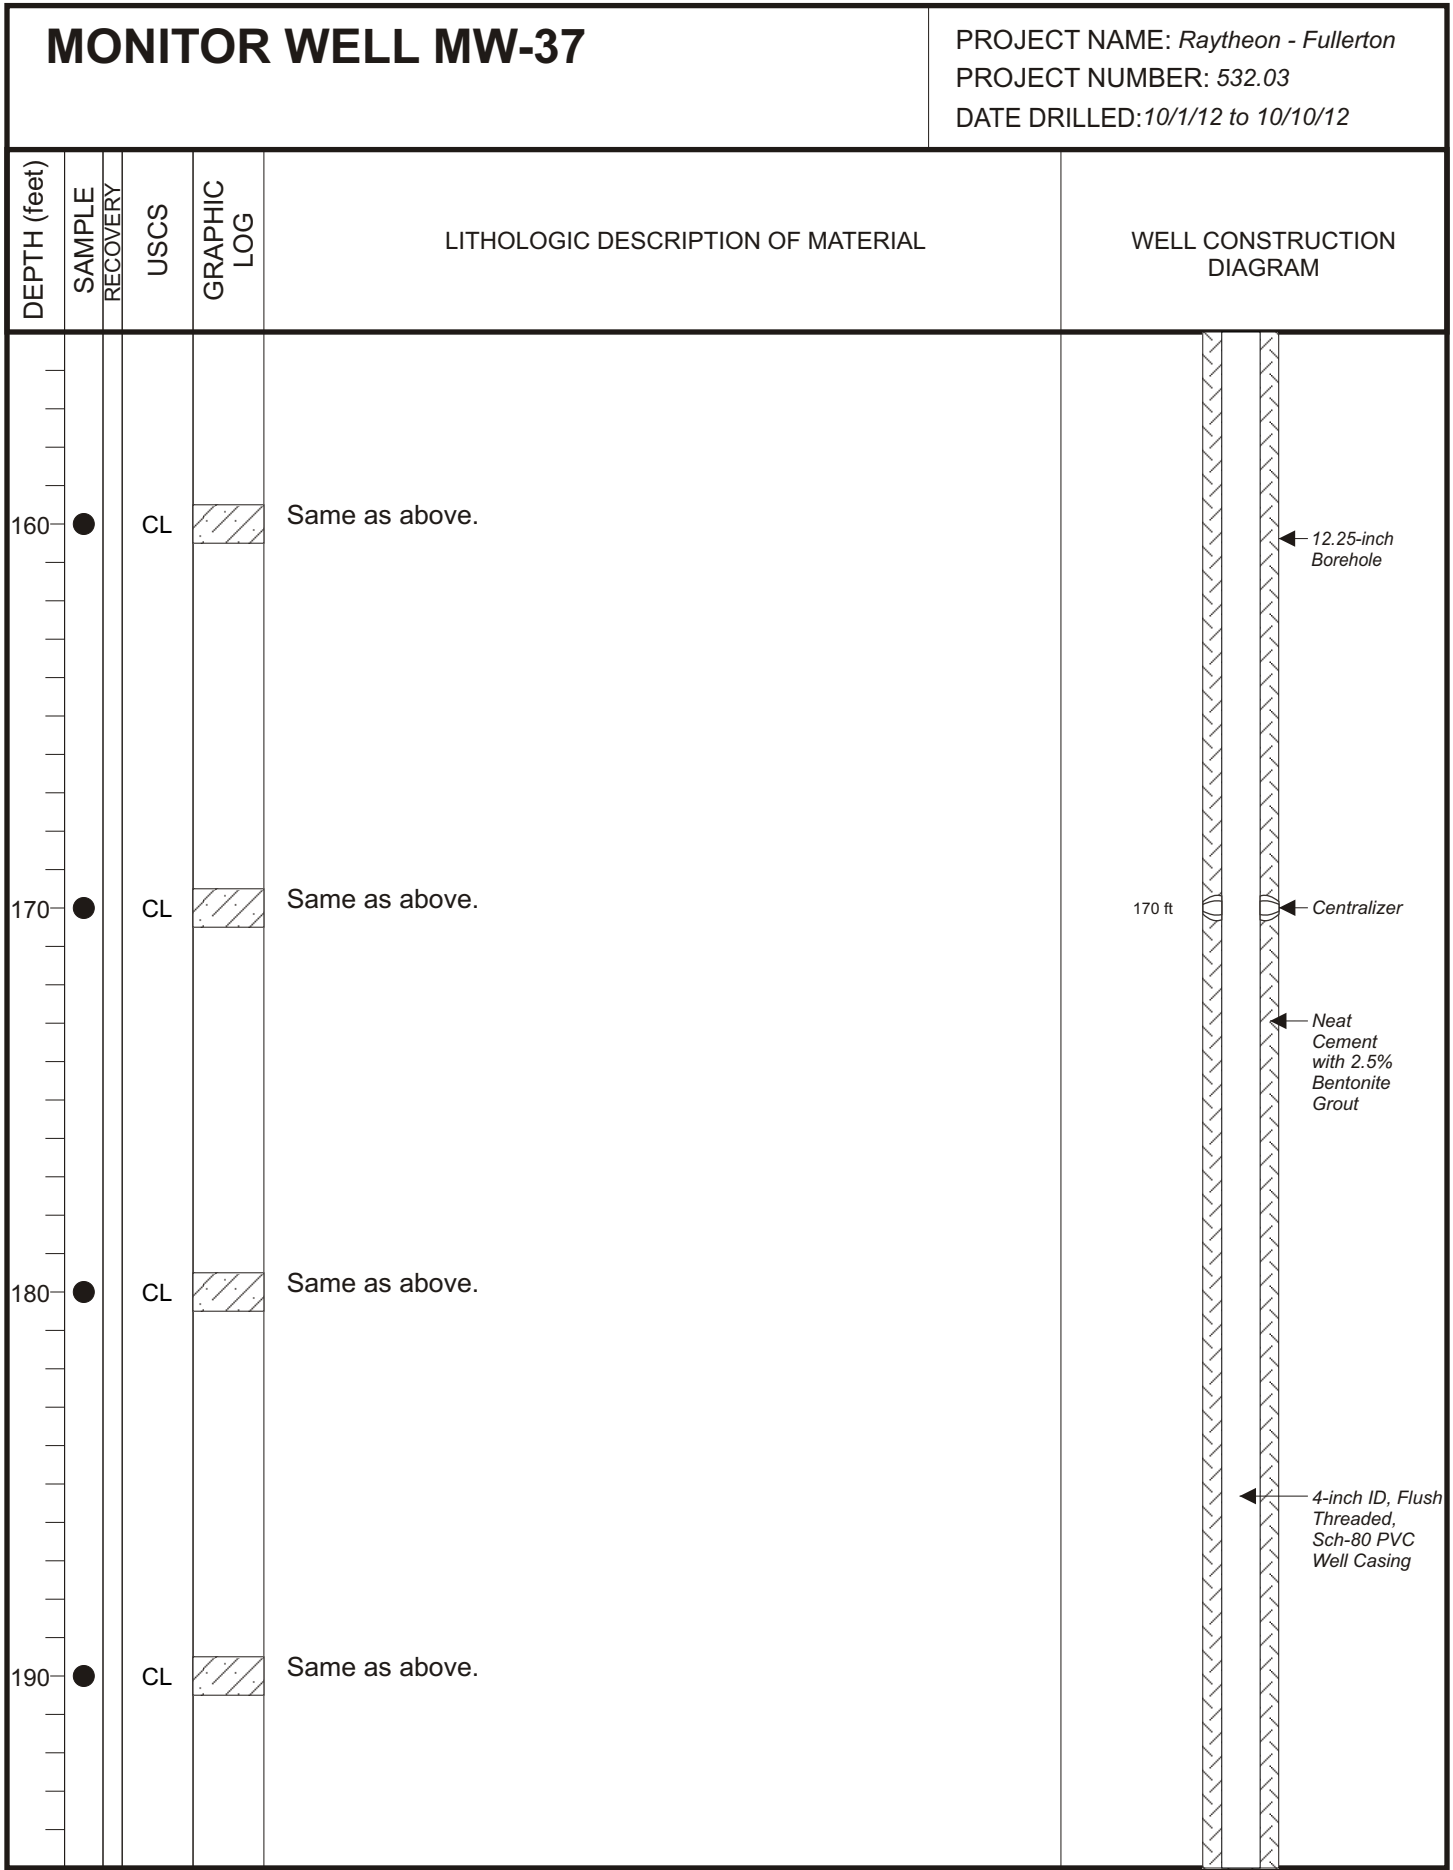 MONITOR WELL MW-37
PROJECT NAME: Raytheon - Fullerton
PROJECT NUMBER: 532.03
DATE DRILLED:10/1/12 to 10/10/12
DEPTH (feet)
SAMPLE
RECOVERY
USCS
GRAPHIC
LOG
LITHOLOGIC DESCRIPTION OF MATERIAL
WELL CONSTRUCTION
DIAGRAM
160
CL
Same as above.
12.25-inch
Borehole
170
CL
Same as above.
170 ft
Centralizer
Neat
Cement
with 2.5%
Bentonite
Grout
180
CL
Same as above.
4-inch ID, Flush
Threaded,
Sch-80 PVC
Well Casing
190
CL
Same as above.